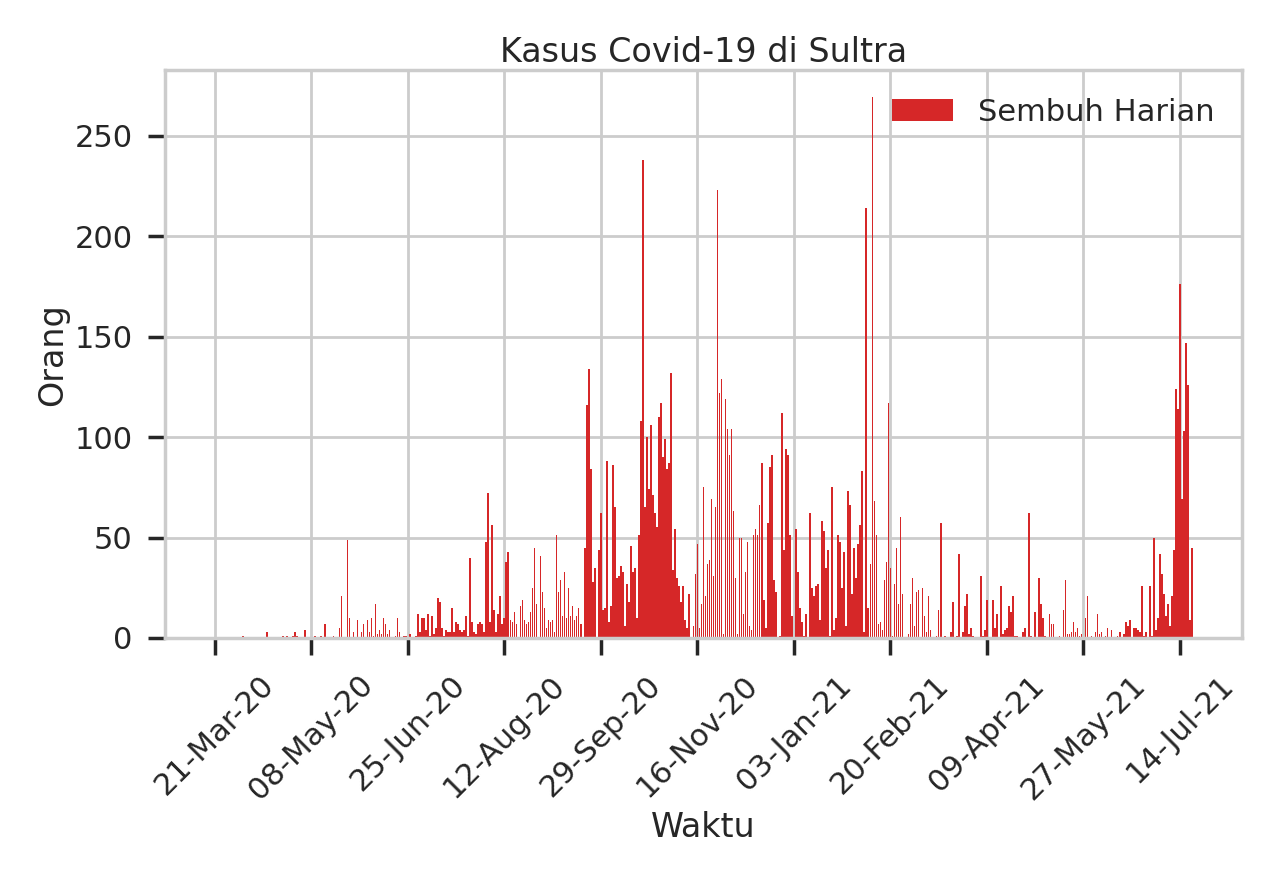 Kasus Covid-19 di Sultra
Sembuh Harian
Orang
250
200
150
100
50
0
21-Mar-20
08-May-20
25-Jun-20
12-Aug-20
29-Sep-20
16-Nov-20
03-Jan-21
20-Feb-21
09-Apr-21
27-May-21
14-Jul-21
Waktu